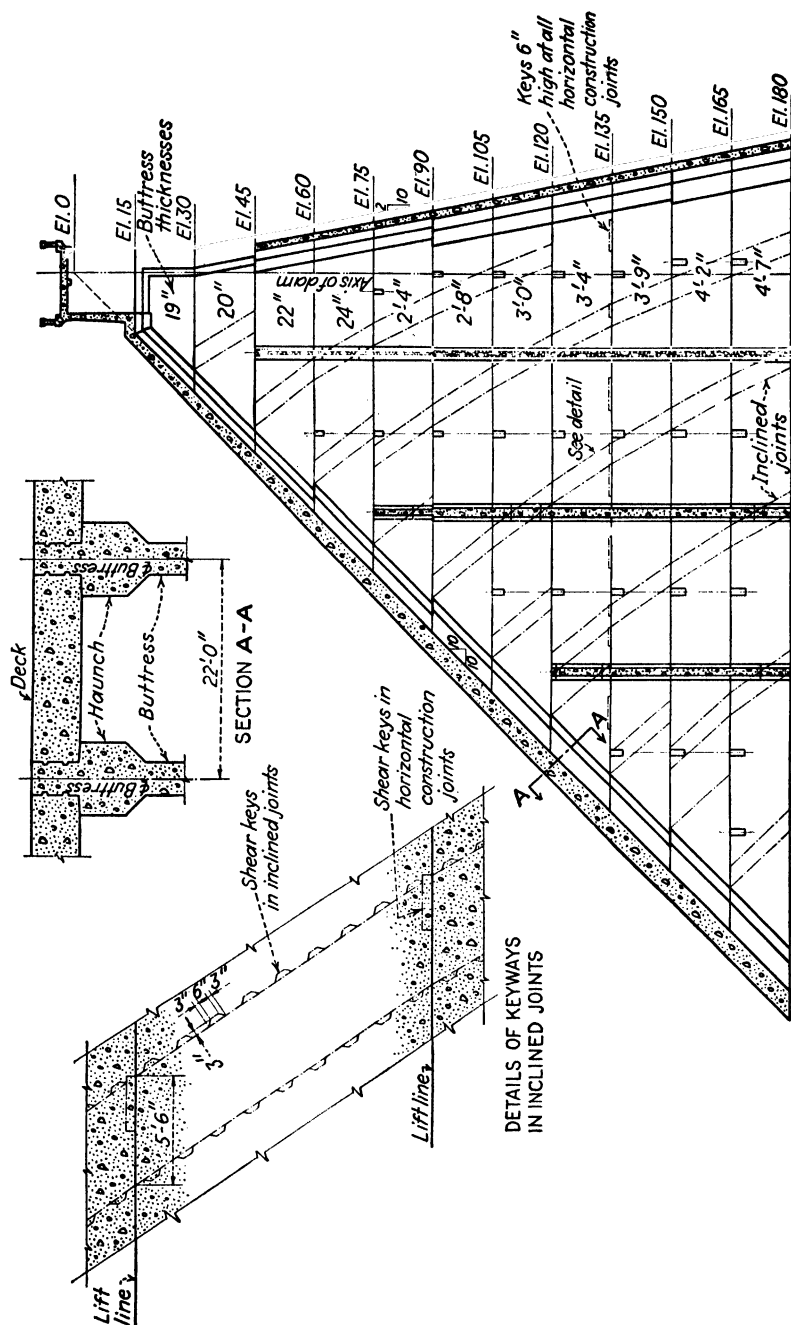 Deck
Haunch
Buttress
℄ Buttress
℄ Buttress
22'-0"
SECTION A-A
Lift
line
5'-6"
3"
3" 6" 3"
Shear keys
in inclined joints
Shear keys in
horizontal
construction
joints
Lift line
DETAILS OF KEYWAYS
IN INCLINED JOINTS
El. 0
El. 15
Buttress
thicknesses
El. 30
El. 45
El. 60
El. 75
2
10
El. 90
El. 105
El. 120
Keys 6"
high at all
horizontal
construction
joints
El. 135
El. 150
El. 165
El. 180
Axis of dam
19"
20"
22"
24"
2'-4"
2'-8"
3'-0"
3'-4"
3'-9"
4'-2"
4'-7"
10
10
A
A
See detail
Inclined
joints